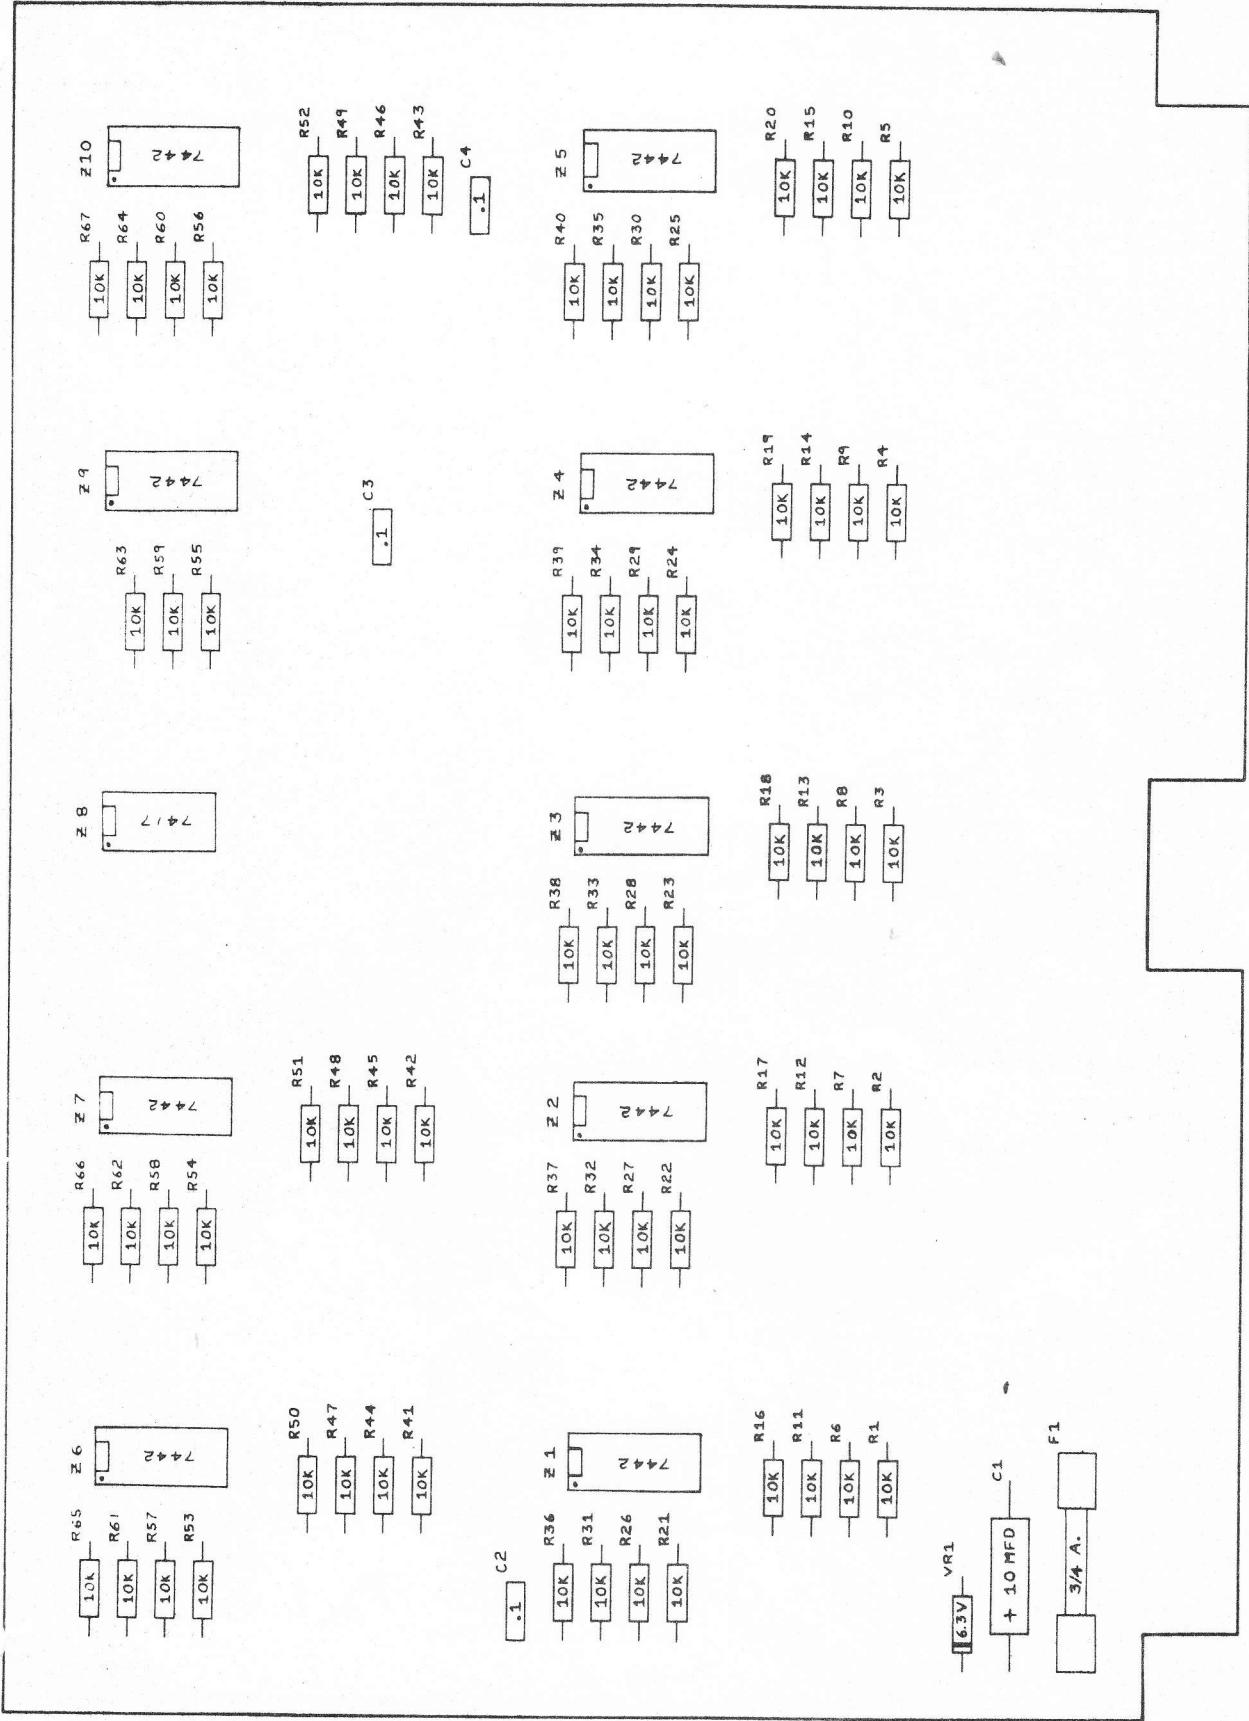 Z10
7442
R52
10K
R49
10K
R46
10K
R43
10K
C4
.1
Z5
7442
R20
10K
R15
10K
R10
10K
R5
10K
R67
10K
R64
10K
R60
10K
R56
10K
R40
10K
R35
10K
R30
10K
R25
10K
Z9
7442
C3
.1
Z4
7442
R19
10K
R14
10K
R9
10K
R4
10K
R63
10K
R59
10K
R55
10K
R39
10K
R34
10K
R29
10K
R24
10K
Z8
7417
Z3
7442
R18
10K
R13
10K
R8
10K
R3
10K
R38
10K
R33
10K
R28
10K
R23
10K
Z7
7442
R51
10K
R48
10K
R45
10K
R42
10K
Z2
7442
R17
10K
R12
10K
R7
10K
R2
10K
R66
10K
R62
10K
R58
10K
R54
10K
R37
10K
R32
10K
R27
10K
R22
10K
Z6
7442
R50
10K
R47
10K
R44
10K
R41
10K
Z1
7442
R16
10K
R11
10K
R6
10K
R1
10K
R65
10K
R61
10K
R57
10K
R53
10K
C2
.1
R36
10K
R31
10K
R26
10K
R21
10K
VR1
6.3V
C1
+ 10 MFD
F1
3/4 A.